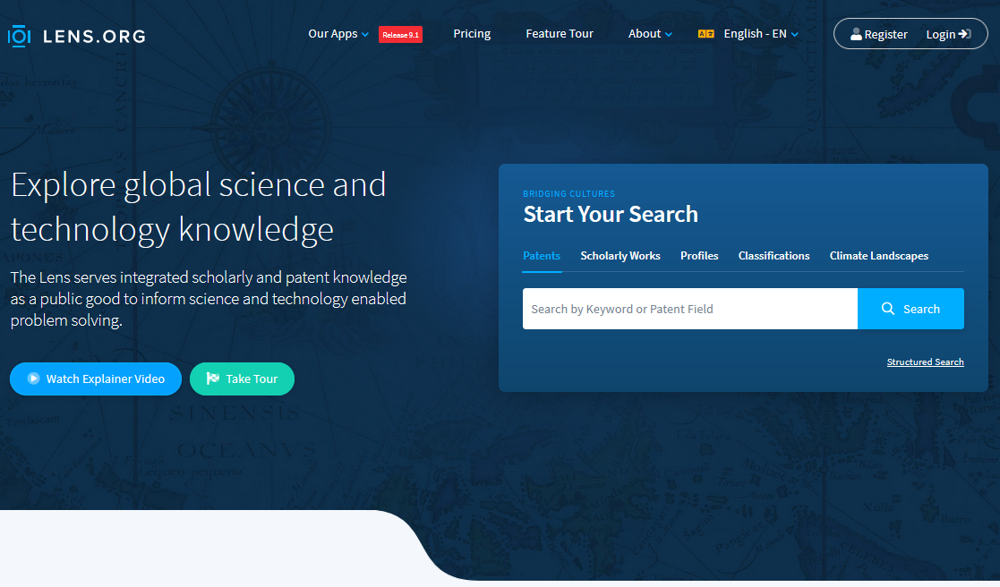 LENS.ORG
Our Apps
Release 9.1
Pricing
Feature Tour
About
English - EN
Register
Login
Explore global science and
technology knowledge
The Lens serves integrated scholarly and patent knowledge
as a public good to inform science and technology enabled
problem solving.
Watch Explainer Video
Take Tour
BRIDGING CULTURES
Start Your Search
Patents
Scholarly Works
Profiles
Classifications
Climate Landscapes
Search by Keyword or Patent Field
Search
Structured Search
SINENSIS
OCEANVS